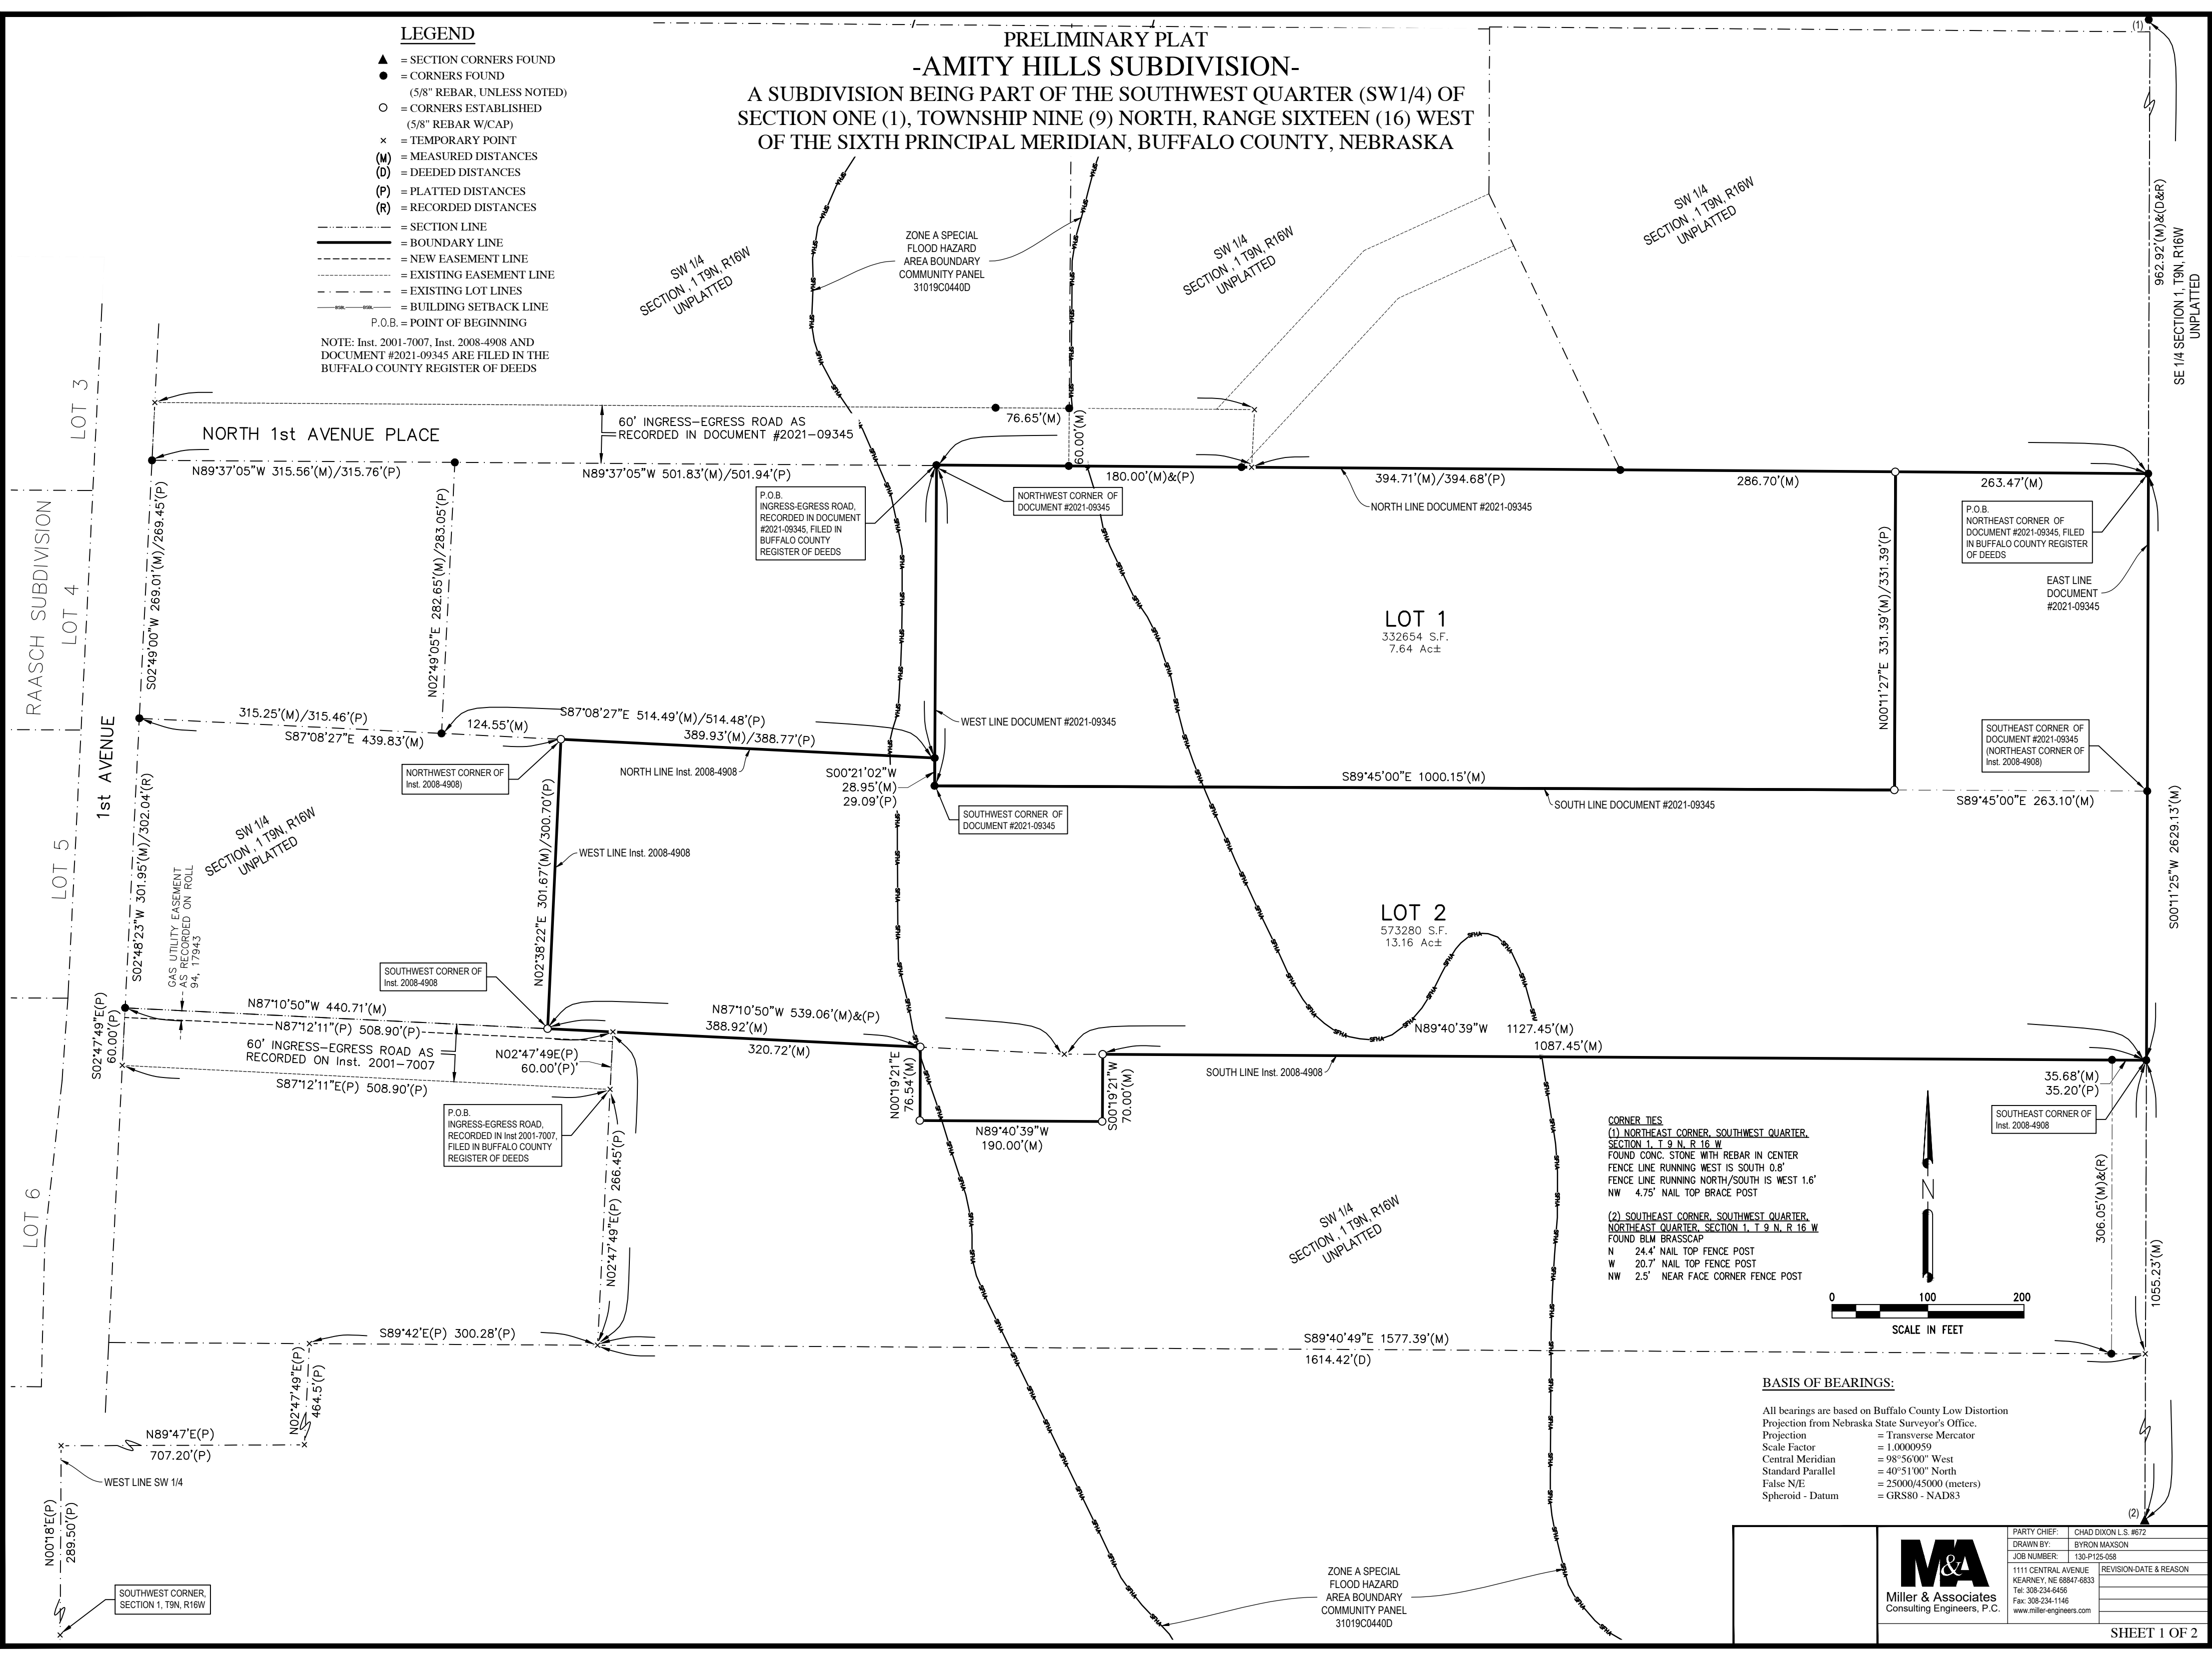 LEGEND
= SECTION CORNERS FOUND
= CORNERS FOUND
(5/8" REBAR, UNLESS NOTED)
= CORNERS ESTABLISHED
(5/8" REBAR W/CAP)
× = TEMPORARY POINT
(M) = MEASURED DISTANCES
(D) = DEEDED DISTANCES
(P) = PLATTED DISTANCES
(R) = RECORDED DISTANCES
= SECTION LINE
= BOUNDARY LINE
= NEW EASEMENT LINE
= EXISTING EASEMENT LINE
= EXISTING LOT LINES
= BUILDING SETBACK LINE
P.O.B. = POINT OF BEGINNING
NOTE: Inst. 2001-7007, Inst. 2008-4908 AND
DOCUMENT #2021-09345 ARE FILED IN THE
BUFFALO COUNTY REGISTER OF DEEDS
PRELIMINARY PLAT
-AMITY HILLS SUBDIVISION-
A SUBDIVISION BEING PART OF THE SOUTHWEST QUARTER (SW1/4) OF
SECTION ONE (1), TOWNSHIP NINE (9) NORTH, RANGE SIXTEEN (16) WEST
OF THE SIXTH PRINCIPAL MERIDIAN, BUFFALO COUNTY, NEBRASKA
(1)
962.92'(M)&(D&R)
SE 1/4 SECTION 1, T9N, R16W
UNPLATTED
SW 1/4
SECTION , 1 T9N, R16W
UNPLATTED
ZONE A SPECIAL
FLOOD HAZARD
AREA BOUNDARY
COMMUNITY PANEL
31019C0440D
SW 1/4
SECTION , 1 T9N, R16W
UNPLATTED
SW 1/4
SECTION , 1 T9N, R16W
UNPLATTED
LOT 3
NORTH 1st AVENUE PLACE
60' INGRESS-EGRESS ROAD AS
RECORDED IN DOCUMENT #2021-09345
76.65'(M)
60.00'(M)
N89°37'05"W 315.56'(M)/315.76'(P)
N89°37'05"W 501.83'(M)/501.94'(P)
180.00'(M)&(P)
394.71'(M)/394.68'(P)
286.70'(M)
263.47'(M)
P.O.B.
INGRESS-EGRESS ROAD,
RECORDED IN DOCUMENT
#2021-09345, FILED IN
BUFFALO COUNTY
REGISTER OF DEEDS
NORTHWEST CORNER OF
DOCUMENT #2021-09345
NORTH LINE DOCUMENT #2021-09345
P.O.B.
NORTHEAST CORNER OF
DOCUMENT #2021-09345, FILED
IN BUFFALO COUNTY REGISTER
OF DEEDS
EAST LINE
DOCUMENT
#2021-09345
RAASCH SUBDIVISION
LOT 4
S02°49'00"W 269.01'(M)/269.45'(P)
N02°49'05"E 282.65'(M)/283.05'(P)
LOT 1
332654 S.F.
7.64 Ac±
N00°11'27"E 331.39'(M)/331.39'(P)
1st AVENUE
315.25'(M)/315.46'(P)
S87°08'27"E 439.83'(M)
124.55'(M)
S87°08'27"E 514.49'(M)/514.48'(P)
389.93'(M)/388.77'(P)
WEST LINE DOCUMENT #2021-09345
NORTHWEST CORNER OF
Inst. 2008-4908)
NORTH LINE Inst. 2008-4908
S00°21'02"W
28.95'(M)
29.09'(P)
S89°45'00"E 1000.15'(M)
SOUTH LINE DOCUMENT #2021-09345
SOUTHWEST CORNER OF
DOCUMENT #2021-09345
SOUTHEAST CORNER OF
DOCUMENT #2021-09345
(NORTHEAST CORNER OF
Inst. 2008-4908)
S89°45'00"E 263.10'(M)
S00°11'25"W 2629.13'(M)
LOT 5
S02°48'23"W 301.95'(M)/302.04'(R)
SW 1/4
SECTION , 1 T9N, R16W
UNPLATTED
GAS UTILITY EASEMENT
AS RECORDED ON ROLL
94, 17943
N02°38'22"E 301.67'(M)/300.70'(P)
WEST LINE Inst. 2008-4908
LOT 2
573280 S.F.
13.16 Ac±
SOUTHWEST CORNER OF
Inst. 2008-4908
N87°10'50"W 440.71'(M)
N87°12'11"(P) 508.90'(P)
60' INGRESS-EGRESS ROAD AS
RECORDED ON Inst. 2001-7007
S87°12'11"E(P) 508.90'(P)
S02°47'49"E(P)
60.00'(P)
N02°47'49E(P)
60.00'(P)'
N87°10'50"W 539.06'(M)&(P)
388.92'(M)
320.72'(M)
N00°19'21"E
76.54'(M)
N89°40'39"W
190.00'(M)
S00°19'21"W
70.00'(M)
N89°40'39"W 1127.45'(M)
1087.45'(M)
SOUTH LINE Inst. 2008-4908
35.68'(M)
35.20'(P)
SOUTHEAST CORNER OF
Inst. 2008-4908
P.O.B.
INGRESS-EGRESS ROAD,
RECORDED IN Inst 2001-7007,
FILED IN BUFFALO COUNTY
REGISTER OF DEEDS
N02°47'49"E(P) 266.45'(P)
LOT 6
SW 1/4
SECTION , 1 T9N, R16W
UNPLATTED
CORNER TIES
(1) NORTHEAST CORNER, SOUTHWEST QUARTER,
SECTION 1, T 9 N, R 16 W
FOUND CONC. STONE WITH REBAR IN CENTER
FENCE LINE RUNNING WEST IS SOUTH 0.8'
FENCE LINE RUNNING NORTH/SOUTH IS WEST 1.6'
NW 4.75' NAIL TOP BRACE POST
(2) SOUTHEAST CORNER, SOUTHWEST QUARTER,
NORTHEAST QUARTER, SECTION 1, T 9 N, R 16 W
FOUND BLM BRASSCAP
N 24.4' NAIL TOP FENCE POST
W 20.7' NAIL TOP FENCE POST
NW 2.5' NEAR FACE CORNER FENCE POST
N
0 100 200
SCALE IN FEET
306.05'(M)&(R)
1055.23'(M)
S89°42'E(P) 300.28'(P)
S89°40'49"E 1577.39'(M)
1614.42'(D)
N02°47'49"E(P)
464.5'(P)
N89°47'E(P)
707.20'(P)
WEST LINE SW 1/4
N00°18'E(P)
289.50'(P)
SOUTHWEST CORNER,
SECTION 1, T9N, R16W
BASIS OF BEARINGS:
All bearings are based on Buffalo County Low Distortion
Projection from Nebraska State Surveyor's Office.
Projection = Transverse Mercator
Scale Factor = 1.0000959
Central Meridian = 98°56'00" West
Standard Parallel = 40°51'00" North
False N/E = 25000/45000 (meters)
Spheroid - Datum = GRS80 - NAD83
(2)
ZONE A SPECIAL
FLOOD HAZARD
AREA BOUNDARY
COMMUNITY PANEL
31019C0440D
M&A
Miller & Associates
Consulting Engineers, P.C.
PARTY CHIEF: CHAD DIXON L.S. #672
DRAWN BY: BYRON MAXSON
JOB NUMBER: 130-P125-058
1111 CENTRAL AVENUE
KEARNEY, NE 68847-6833
Tel: 308-234-6456
Fax: 308-234-1146
www.miller-engineers.com
REVISION-DATE & REASON
SHEET 1 OF 2